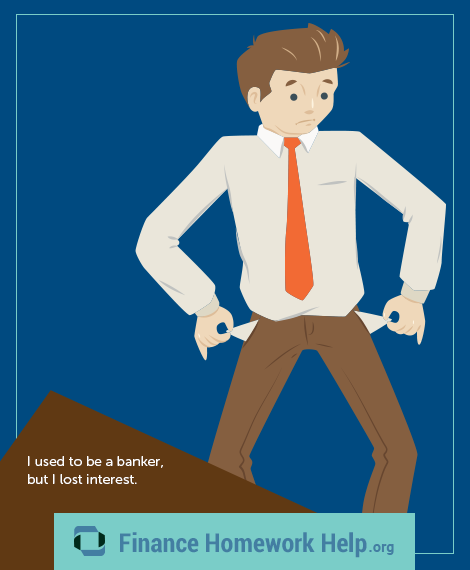 I used to be a banker,
but I lost interest.
Finance Homework Help.org